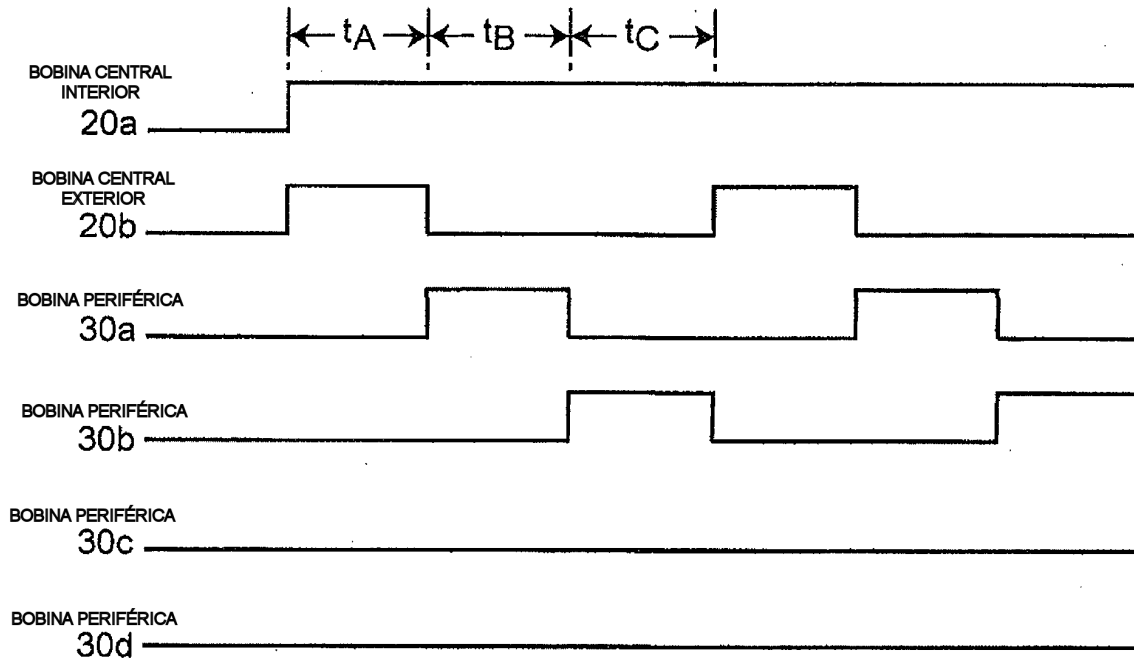 tA tB tC
BOBINA CENTRAL
INTERIOR
20a
BOBINA CENTRAL
EXTERIOR
20b
BOBINA PERIFÉRICA
30a
BOBINA PERIFÉRICA
30b
BOBINA PERIFÉRICA
30c
BOBINA PERIFÉRICA
30d